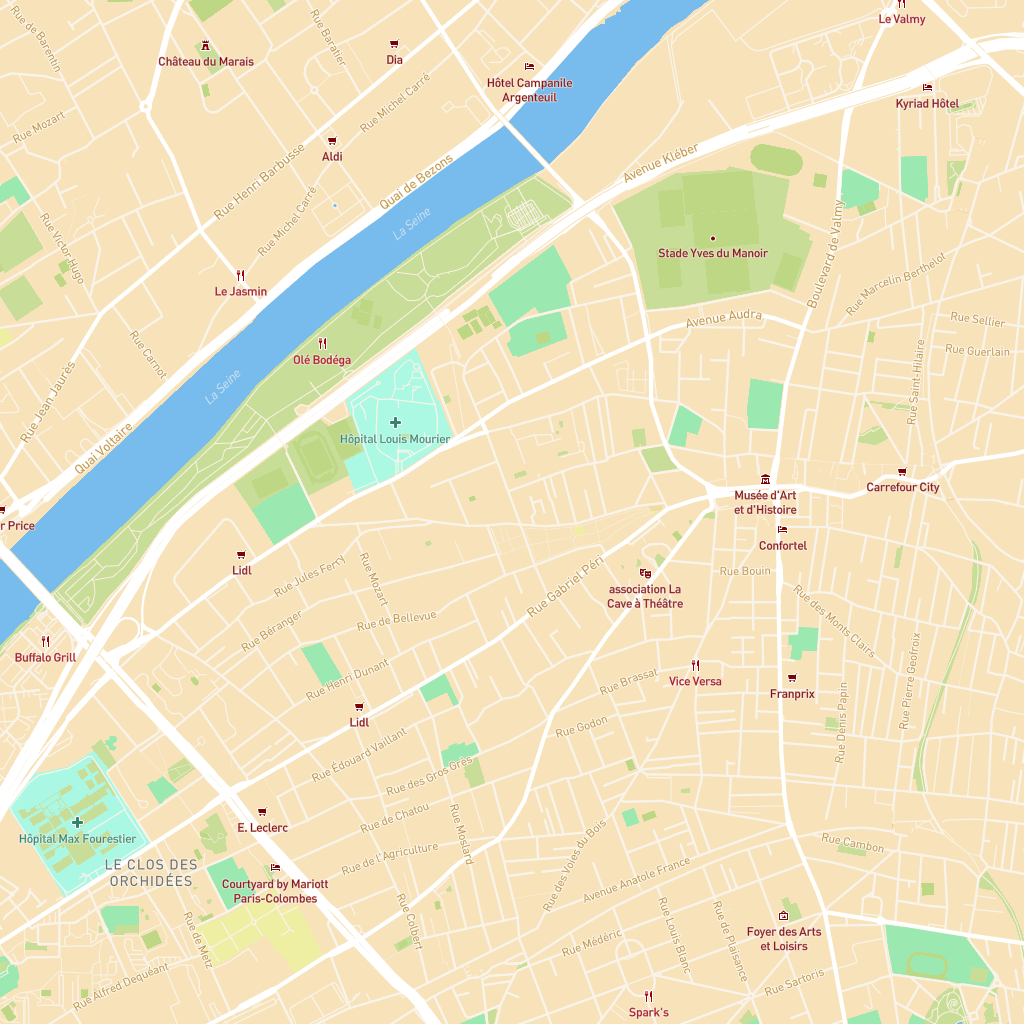 Rue de Barentin
Rue Baratier
Le Valmy
Château du Marais
Dia
Hôtel Campanile
Argenteuil
Kyriad Hôtel
Rue Michel Carré
Rue Mozart
Aldi
Rue Henri Barbusse
Quai de Bezons
Avenue Kléber
Rue Michel Carré
La Seine
Rue Victor Hugo
Stade Yves du Manoir
Boulevard de Valmy
Rue Marcelin Berthelot
Le Jasmin
Avenue Audra
Rue Sellier
Rue Guerlain
Rue Carnot
Olé Bodéga
La Seine
Rue Saint-Hilaire
Rue Jean Jaurès
Quai Voltaire
Hôpital Louis Mourier
Carrefour City
Musée d'Art
et d'Histoire
r Price
Confortel
Lidl
Rue Jules Ferry
Rue Mozart
Rue Gabriel Péri
Rue Bouin
association La
Cave à Théâtre
Rue Béranger
Rue de Bellevue
Rue des Monts Clairs
Buffalo Grill
Rue Henri Dunant
Rue Brassat
Vice Versa
Franprix
Rue Pierre Geofroix
Rue Denis Papin
Lidl
Rue Godon
Rue Édouard Vaillant
Rue des Gros Grès
E. Leclerc
Rue de Chatou
Rue Moslard
Hôpital Max Fourestier
LE CLOS DES
ORCHIDÉES
Rue de l'Agriculture
Rue des Voies du Bois
Rue Cambon
Courtyard by Mariott
Paris-Colombes
Avenue Anatole France
Rue Colbert
Rue de Metz
Rue Louis Blanc
Rue de Plaisance
Foyer des Arts
et Loisirs
Rue Médéric
Rue Alfred Dequéant
Rue Sartoris
Spark's